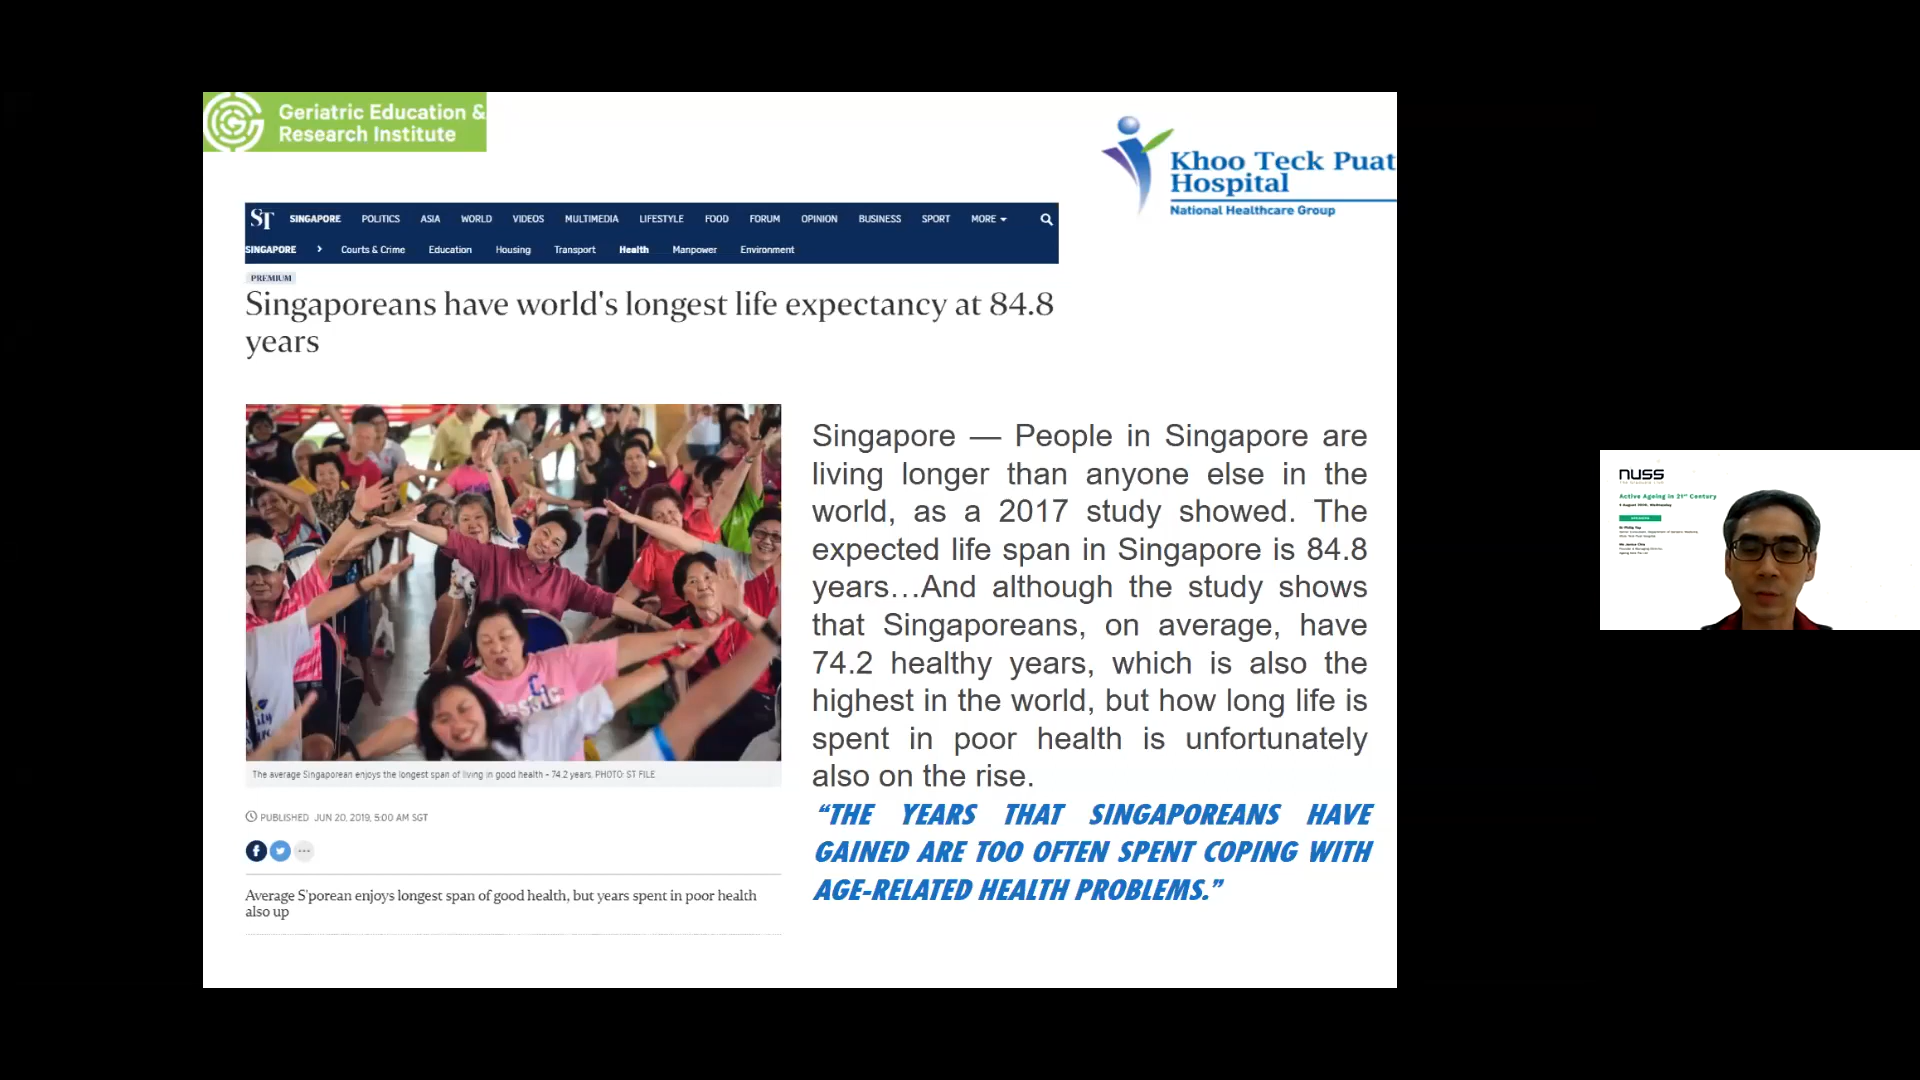 Geriatric Education &
Research Institute
Khoo Teck Puat
Hospital
National Healthcare Group
ST SINGAPORE POLITICS ASIA WORLD VIDEOS MULTIMEDIA LIFESTYLE FOOD FORUM OPINION BUSINESS SPORT MORE
SINGAPORE > Courts & Crime Education Housing Transport Health Manpower Environment
PREMIUM
Singaporeans have world's longest life expectancy at 84.8
years
The average Singaporean enjoys the longest span of living in good health - 74.2 years. PHOTO: ST FILE
PUBLISHED JUN 20, 2019, 5:00 AM SGT
Average S'porean enjoys longest span of good health, but years spent in poor health
also up
Singapore — People in Singapore are
living longer than anyone else in the
world, as a 2017 study showed. The
expected life span in Singapore is 84.8
years…And although the study shows
that Singaporeans, on average, have
74.2 healthy years, which is also the
highest in the world, but how long life is
spent in poor health is unfortunately
also on the rise.
“THE YEARS THAT SINGAPOREANS HAVE
GAINED ARE TOO OFTEN SPENT COPING WITH
AGE-RELATED HEALTH PROBLEMS.”
nuss
Active Ageing in 21st Century